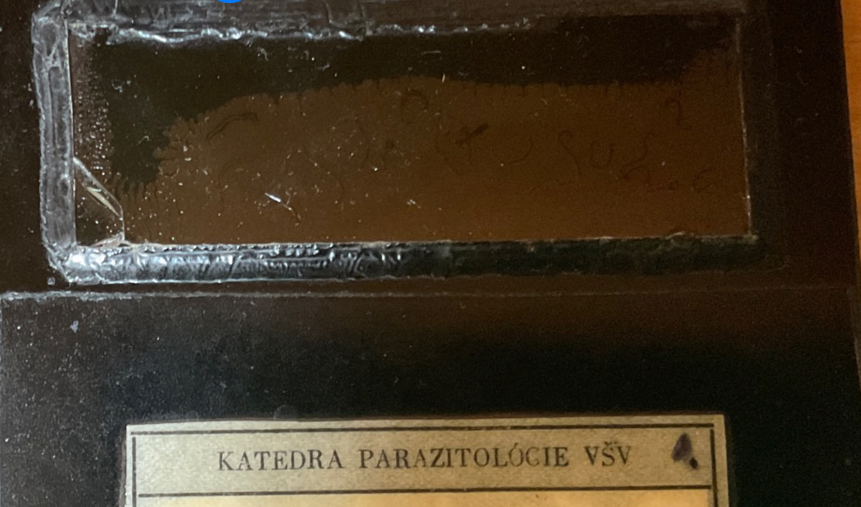 KATEDRA PARAZITOLÓCIE VŠV